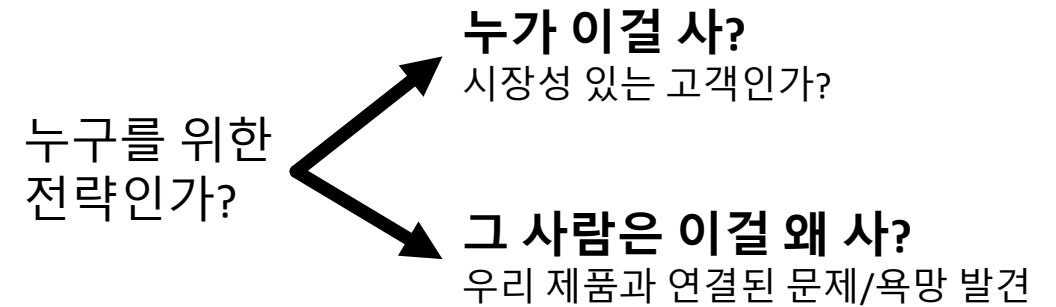 누가 이걸 사?
시장성 있는 고객인가?
누구를 위한
전략인가?
그 사람은 이걸 왜 사?
우리 제품과 연결된 문제/욕망 발견